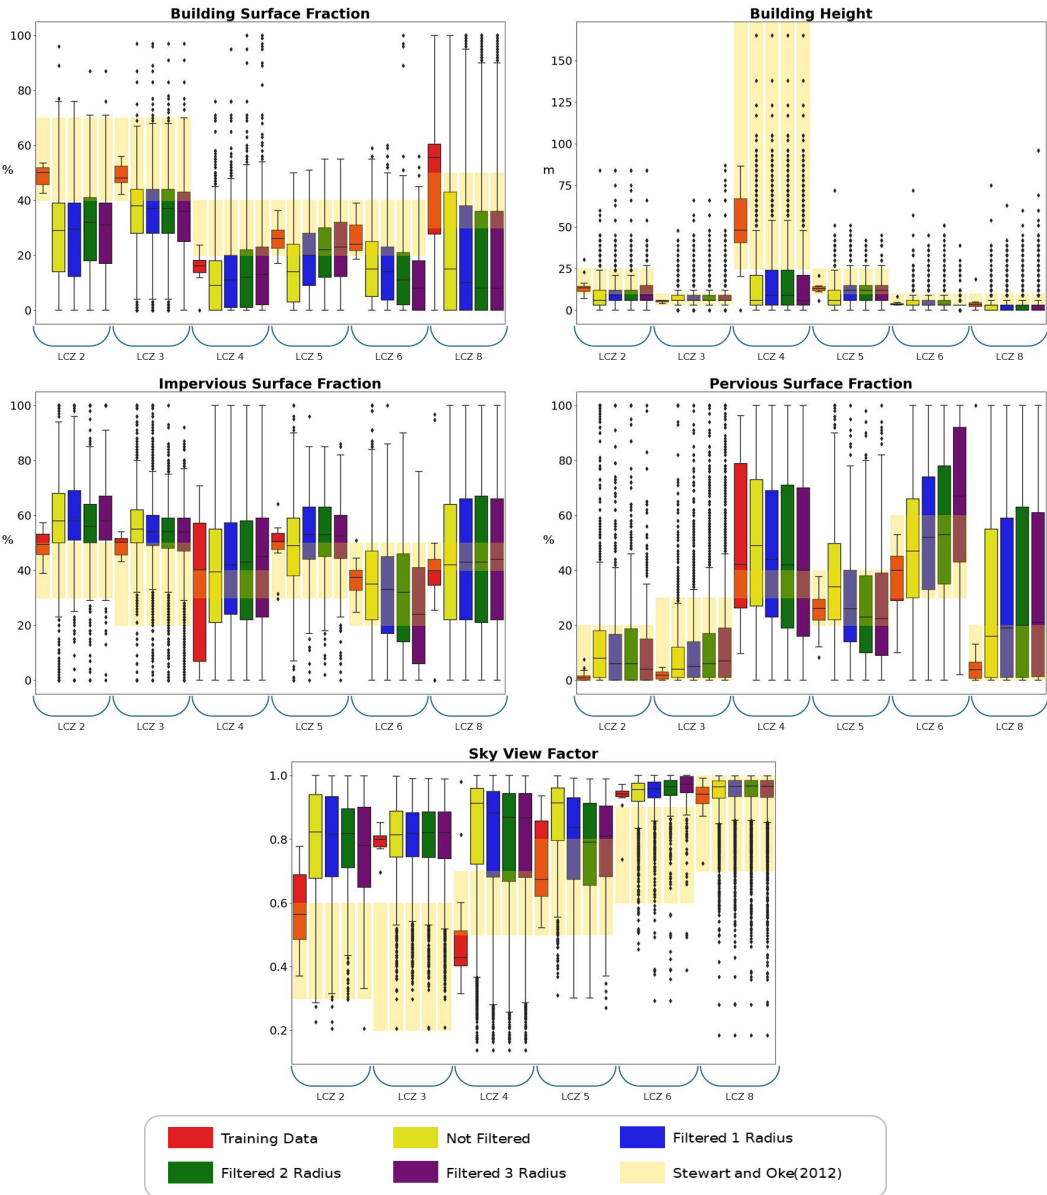 Building Surface Fraction
100
80
60
%
40
20
0
LCZ 2 LCZ 3 LCZ 4 LCZ 5 LCZ 6 LCZ 8
Building Height
150
125
100
m
75
50
25
0
LCZ 2 LCZ 3 LCZ 4 LCZ 5 LCZ 6 LCZ 8
Impervious Surface Fraction
100
80
60
%
40
20
0
LCZ 2 LCZ 3 LCZ 4 LCZ 5 LCZ 6 LCZ 8
Pervious Surface Fraction
100
80
60
%
40
20
0
LCZ 2 LCZ 3 LCZ 4 LCZ 5 LCZ 6 LCZ 8
Sky View Factor
1.0
0.8
0.6
0.4
0.2
LCZ 2 LCZ 3 LCZ 4 LCZ 5 LCZ 6 LCZ 8
Training Data Not Filtered Filtered 1 Radius
Filtered 2 Radius Filtered 3 Radius Stewart and Oke(2012)